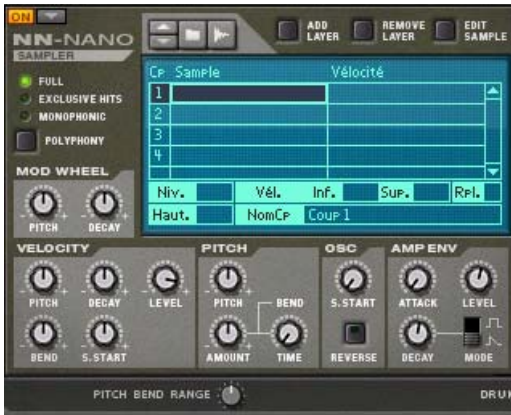 ON
NN-NANO
SAMPLER
FULL
EXCLUSIVE HITS
MONOPHONIC
POLYPHONY
MOD WHEEL
PITCH DECAY
ADD LAYER
REMOVE LAYER
EDIT SAMPLE
CP Sample Vélocité
1
2
3
4
Niv. Vél. Inf. Sup. Rpl.
Haut. NomCP Coup 1
VELOCITY
PITCH DECAY LEVEL
BEND S.START
PITCH
PITCH BEND
AMOUNT TIME
OSC
S.START
REVERSE
AMP ENV
ATTACK LEVEL
DECAY MODE
PITCH BEND RANGE
DRU